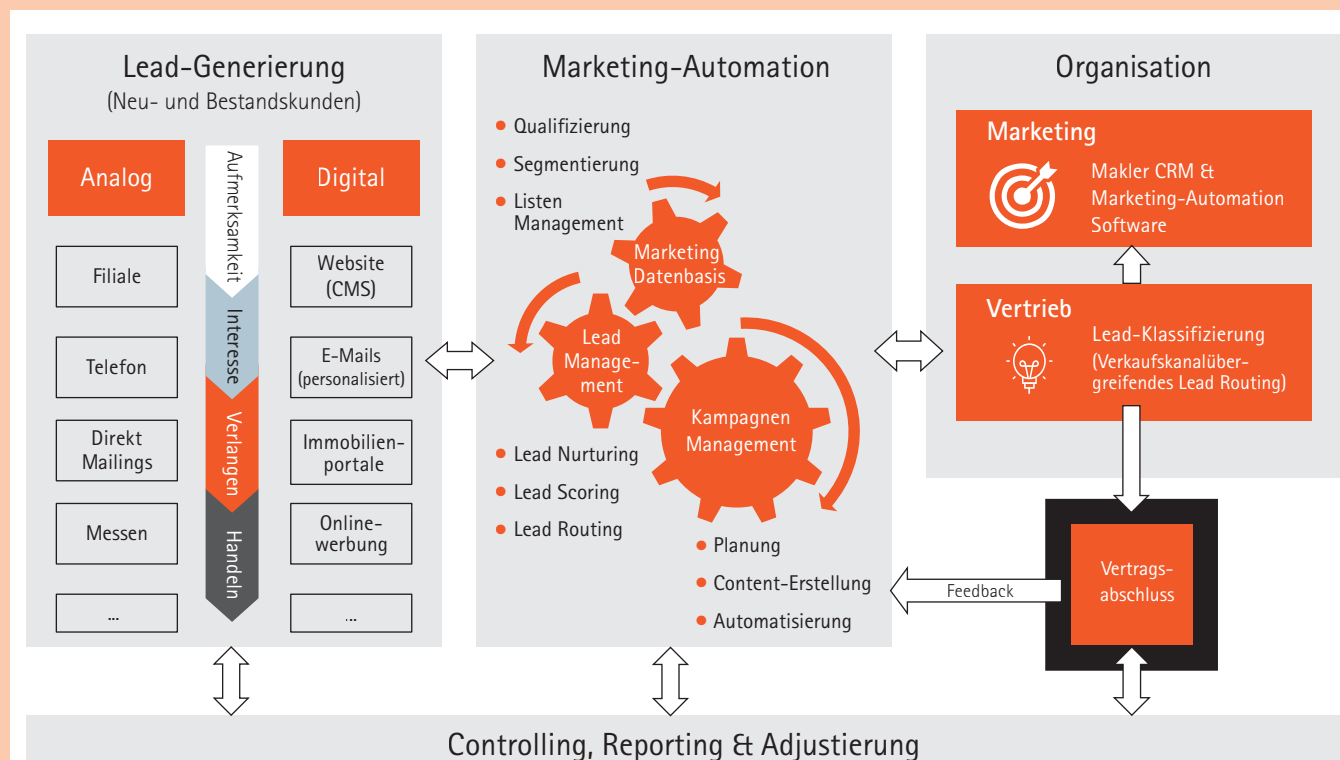 Lead-Generierung
(Neu- und Bestandskunden)
Analog
Filiale
Telefon
Direkt
Mailings
Messen
...
Aufmerksamkeit
Interesse
Verlangen
Handeln
Digital
Website
(CMS)
E-Mails
(personalisiert)
Immobilien-
portale
Online-
werbung
...
Marketing-Automation
Qualifizierung
Segmentierung
Listen
Management
Marketing
Datenbasis
Lead
Manage-
ment
Kampagnen
Management
Lead Nurturing
Lead Scoring
Lead Routing
Planung
Content-Erstellung
Automatisierung
Organisation
Marketing
Makler CRM &
Marketing-Automation
Software
Vertrieb
Lead-Klassifizierung
(Verkaufskanalüber-
greifendes Lead Routing)
Vertrags-
abschluss
Feedback
Controlling, Reporting & Adjustierung